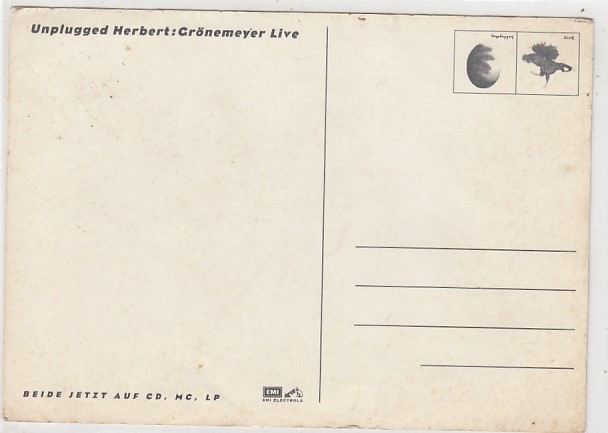 Unplugged Herbert:Grönemeyer Live
Unplugged
Live
BEIDE JETZT AUF CD, MC, LP
EMI
EMI ELECTROLA